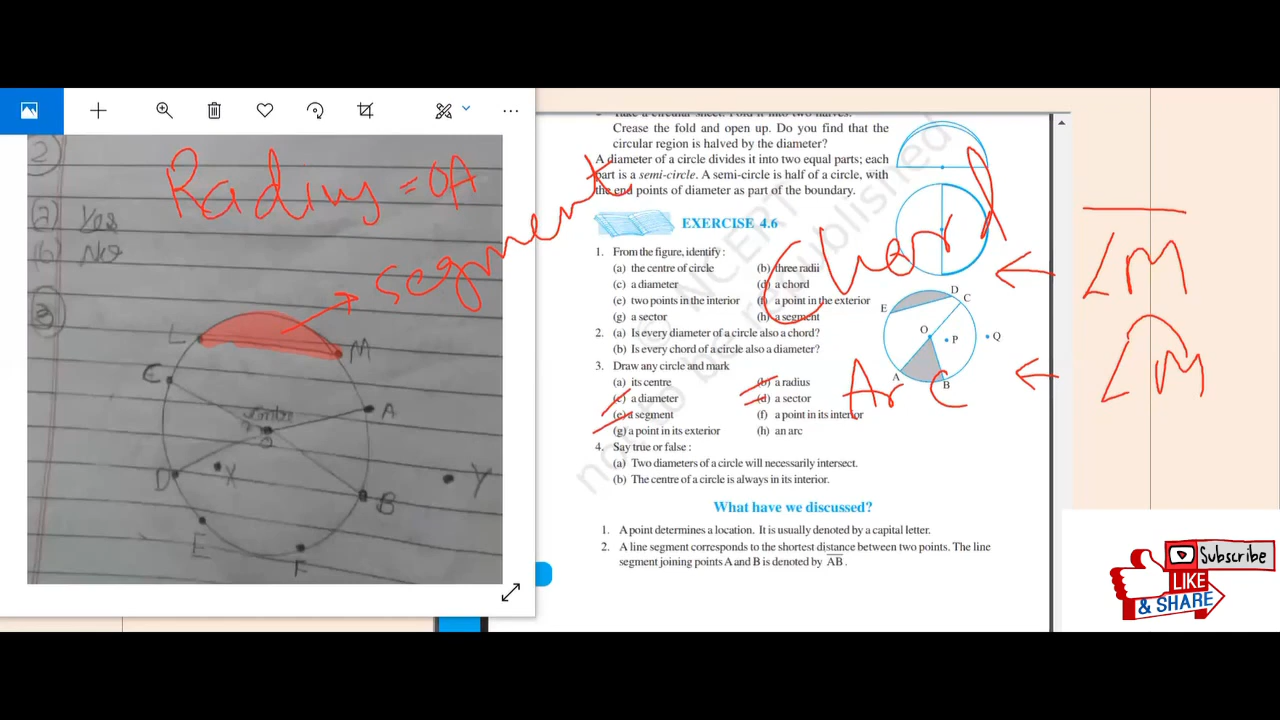 2
(a) Yes
(b) No
3
Radius = OA
segment
L
M
C
A
Centre
O
D
X
B
Y
E
F
Crease the fold and open up. Do you find that the
circular region is halved by the diameter?
A diameter of a circle divides it into two equal parts; each
part is a semi-circle. A semi-circle is half of a circle, with
the end points of diameter as part of the boundary.
EXERCISE 4.6
1. From the figure, identify :
(a) the centre of circle (b) three radii
(c) a diameter (d) a chord
(e) two points in the interior (f) a point in the exterior
(g) a sector (h) a segment
2. (a) Is every diameter of a circle also a chord?
(b) Is every chord of a circle also a diameter?
3. Draw any circle and mark
(a) its centre (b) a radius
(c) a diameter (d) a sector
(e) a segment (f) a point in its interior
(g) a point in its exterior (h) an arc
4. Say true or false :
(a) Two diameters of a circle will necessarily intersect.
(b) The centre of a circle is always in its interior.
What have we discussed?
1. A point determines a location. It is usually denoted by a capital letter.
2. A line segment corresponds to the shortest distance between two points. The line
segment joining points A and B is denoted by AB .
D
C
E
O
P
Q
A
B
© NCERT
not to be republished
Chord
LM
Arc
LM
Subscribe
LIKE
& SHARE